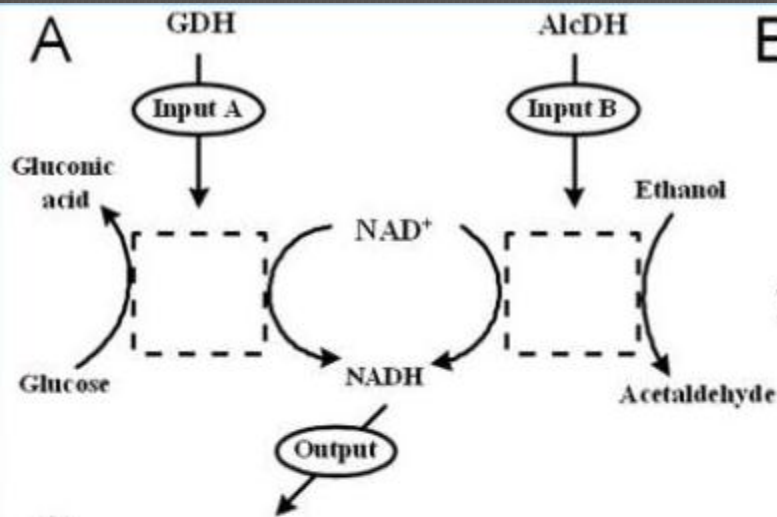 A
GDH
AlcDH
Input A
Input B
Gluconic
acid
Ethanol
NAD⁺
Glucose
NADH
Acetaldehyde
Output